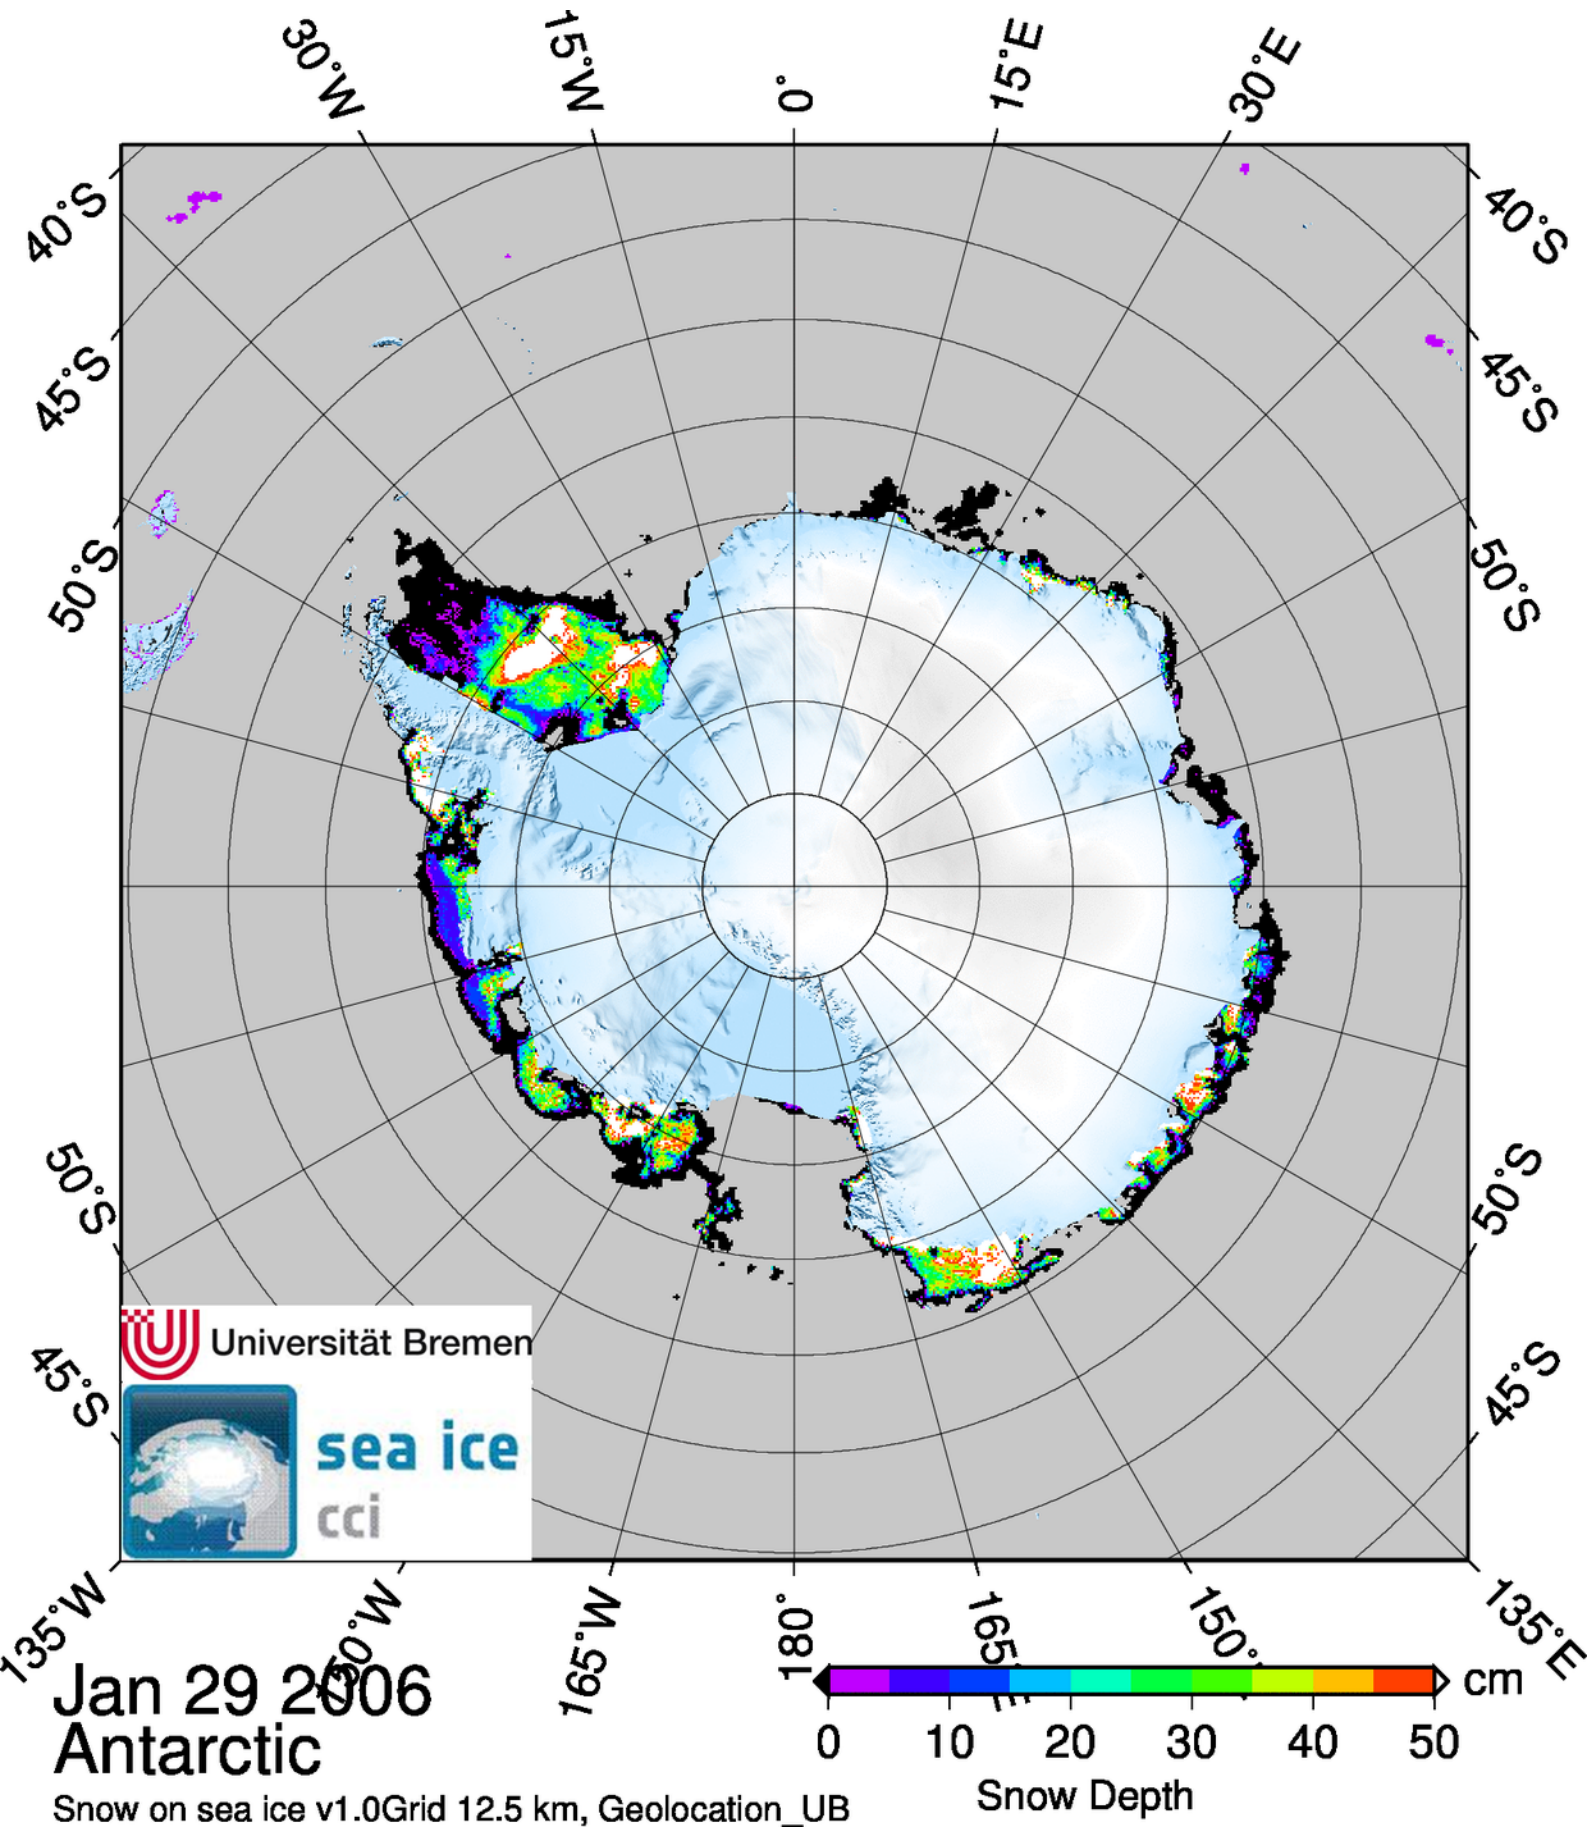 30°W 15°W 0° 15°E 30°E
40°S 40°S
45°S 45°S
50°S 50°S
50°S 50°S
45°S 45°S
Universität Bremen
sea ice
cci
135°W 150°W 165°W 180° 165°E 150° 135°E
Jan 29 2006
Antarctic
Snow on sea ice v1.0Grid 12.5 km, Geolocation_UB
cm
0 10 20 30 40 50
Snow Depth